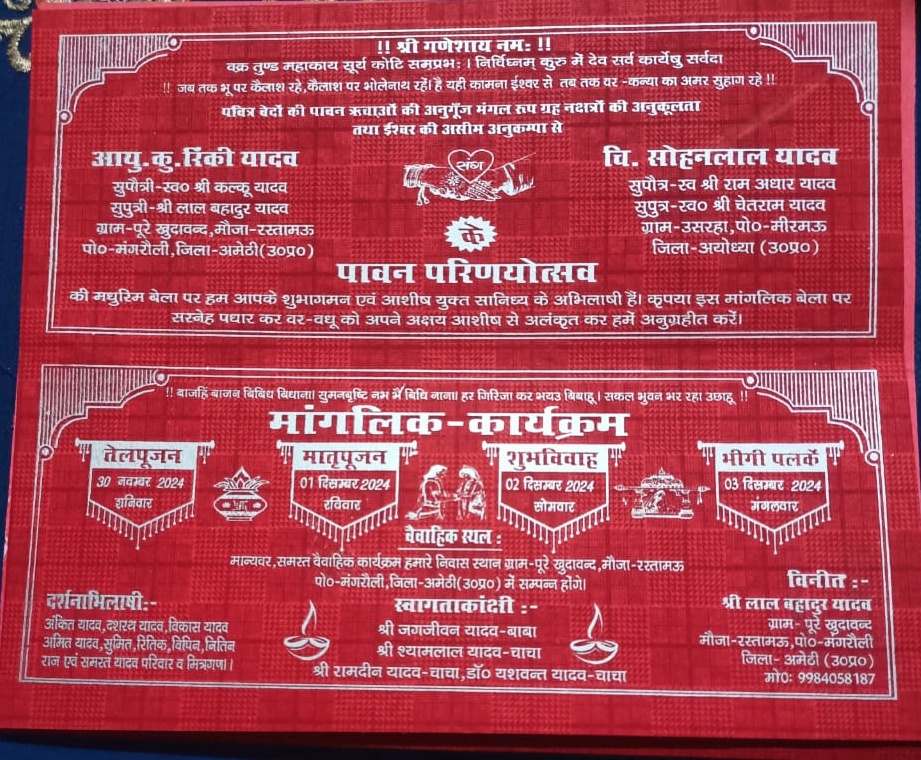 !! श्री गणेशाय नमः !!
वक्र तुण्ड महाकाय सूर्य कोटि समप्रभः । निर्विघ्नम् कुरु में देव सर्व कार्येषु सर्वदा
!! जब तक भू पर कैलाश रहे,कैलाश पर भोलेनाथ रहें। है यही कामना ईश्वर से तब तक वर -कन्या का अमर सुहाग रहे !!
पवित्र वेदों की पावन ऋचाओं की अनुगूँज मंगल रूप ग्रह नक्षत्रों की अनुकूलता
तथा ईश्वर की असीम अनुकम्पा से
आयु.कु.रिंकी यादव
सुपौत्री-स्व० श्री कल्कू यादव
सुपुत्री-श्री लाल बहादुर यादव
ग्राम-पूरे खुदावन्द,मौजा-रस्तामऊ
पो०-मंगरौली,जिला-अमेठी(उ०प्र०)
संग
चि. सोहनलाल यादव
सुपौत्र-स्व श्री राम अधार यादव
सुपुत्र-स्व० श्री चेतराम यादव
ग्राम-उसरहा,पो०-मीरमऊ
जिला-अयोध्या (उ०प्र०)
के
पावन परिणयोत्सव
की मधुरिम बेला पर हम आपके शुभागमन एवं आशीष युक्त सानिध्य के अभिलाषी हैं। कृपया इस मांगलिक बेला पर
सस्नेह पधार कर वर-वधू को अपने अक्षय आशीष से अलंकृत कर हमें अनुग्रहीत करें।
!! बाजहिं बाजन बिबिध बिधाना। सुमनबृष्टि नभ भै बिधि नाना। हर गिरिजा कर भयउ बिबाहू । सकल भुवन भर रहा उछाहू !!
मांगलिक-कार्यक्रम
तेलपूजन
30 नवम्बर 2024
शनिवार
मातृपूजन
01 दिसम्बर 2024
रविवार
शुभविवाह
02 दिसम्बर 2024
सोमवार
भीगी पलकें
03 दिसम्बर 2024
मंगलवार
वैवाहिक स्थल :
मान्यवर,समस्त वैवाहिक कार्यक्रम हमारे निवास स्थान ग्राम-पूरे खुदावन्द,मौजा-रस्तामऊ
पो०-मंगरौली,जिला-अमेठी(उ०प्र०) में सम्पन्न होंगे।
दर्शनाभिलाषी:-
अंकित यादव,दशरथ यादव,विकास यादव
अमित यादव,सुमित,रितिक,विपिन,नितिन
राज एवं समस्त यादव परिवार व मित्रगण।
स्वागताकांक्षी :-
श्री जगजीवन यादव-बाबा
श्री श्यामलाल यादव-चाचा
श्री रामदीन यादव-चाचा,डॉ० यशवन्त यादव-चाचा
विनीत :-
श्री लाल बहादुर यादव
ग्राम- पूरे खुदावन्द
मौजा-रस्तामऊ,पो०-मंगरौली
जिला- अमेठी (उ०प्र०)
मो०: 9984058187